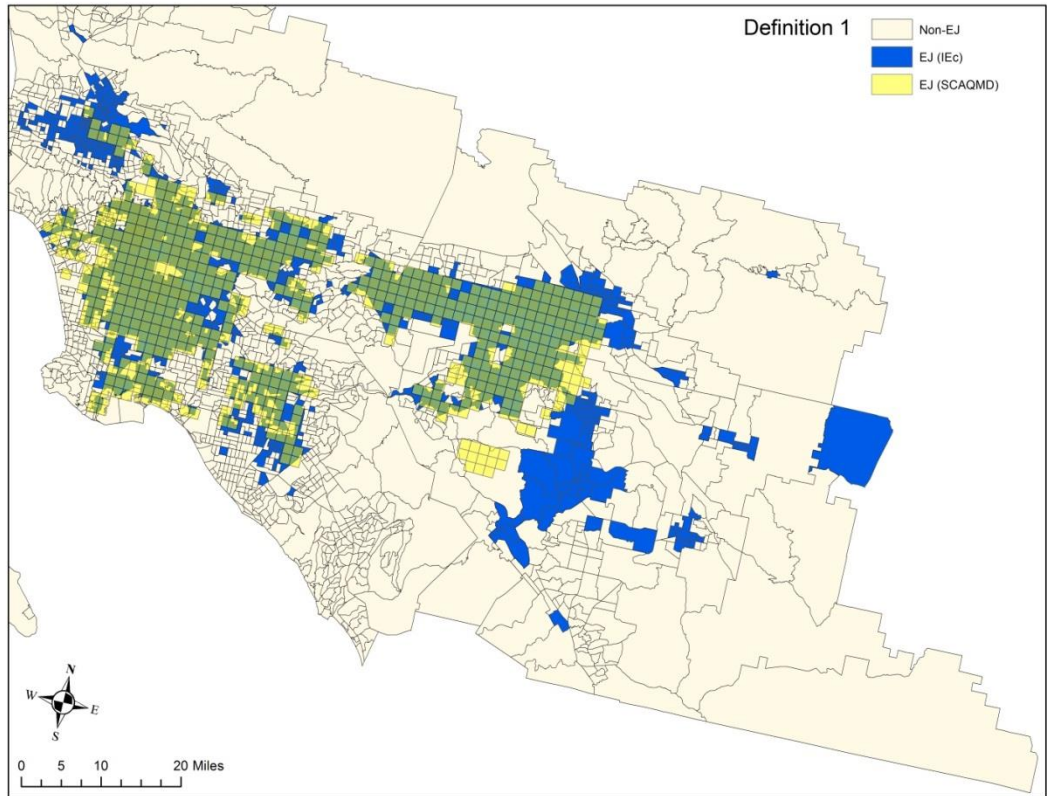 Definition 1
Non-EJ
EJ (IEc)
EJ (SCAQMD)
N
W
E
S
0 5 10 20 Miles